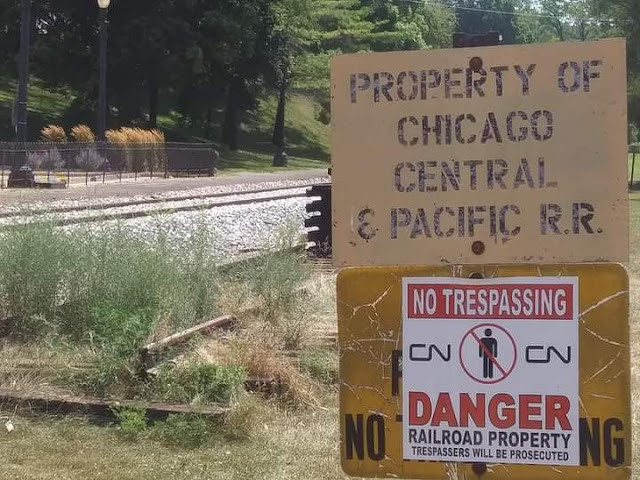 PROPERTY OF
CHICAGO
CENTRAL
& PACIFIC R.R.
NO TRESPASSING
CN CN
DANGER
RAILROAD PROPERTY
TRESPASSERS WILL BE PROSECUTED
NO NG